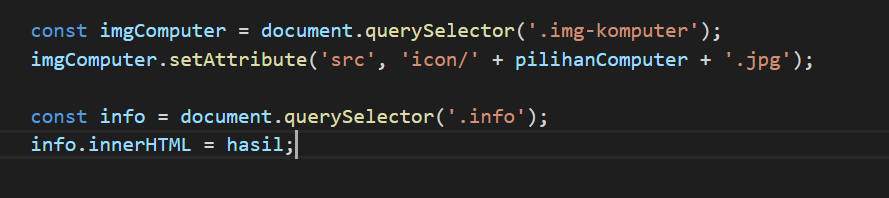 const imgComputer = document.querySelector('.img-komputer');
imgComputer.setAttribute('src', 'icon/' + pilihanComputer + '.jpg');
const info = document.querySelector('.info');
info.innerHTML = hasil;